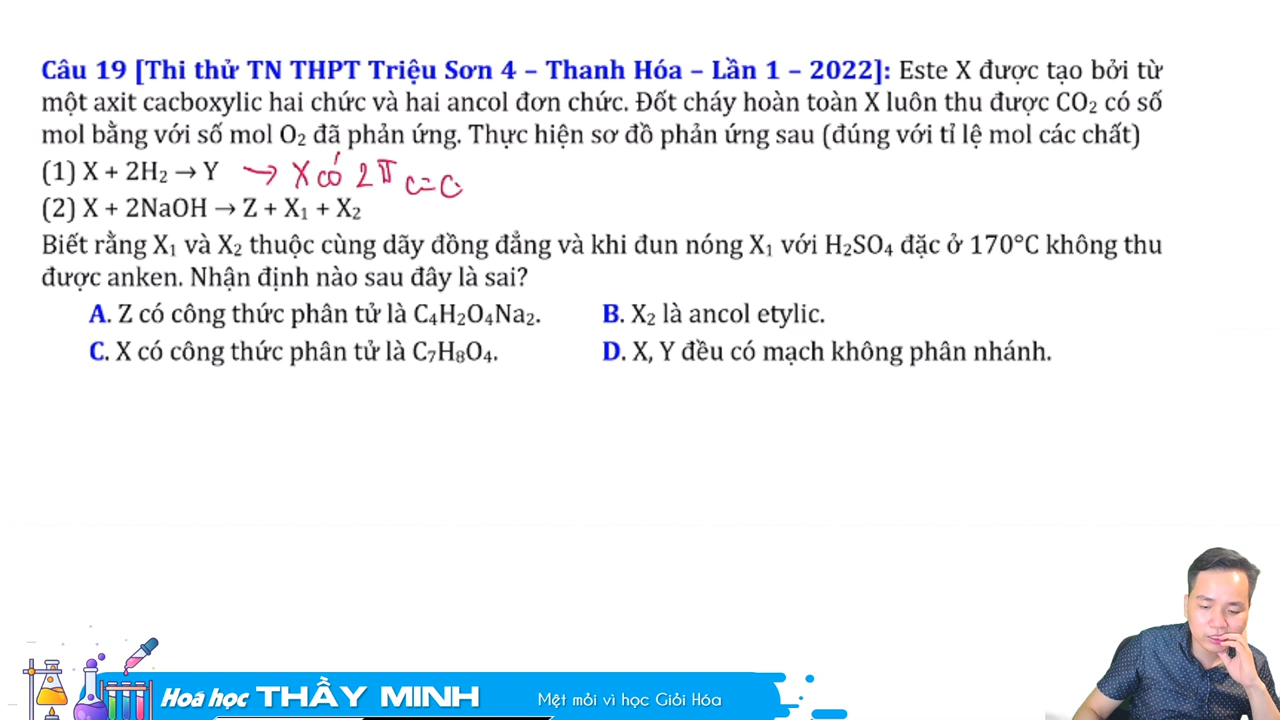 Câu 19 [Thi thử TN THPT Triệu Sơn 4 – Thanh Hóa – Lần 1 – 2022]: Este X được tạo bởi từ
một axit cacboxylic hai chức và hai ancol đơn chức. Đốt cháy hoàn toàn X luôn thu được CO₂ có số
mol bằng với số mol O₂ đã phản ứng. Thực hiện sơ đồ phản ứng sau (đúng với tỉ lệ mol các chất)
(1) X + 2H₂ → Y → X có 2 π C=C
(2) X + 2NaOH → Z + X₁ + X₂
Biết rằng X₁ và X₂ thuộc cùng dãy đồng đẳng và khi đun nóng X₁ với H₂SO₄ đặc ở 170°C không thu
được anken. Nhận định nào sau đây là sai?
A. Z có công thức phân tử là C₄H₂O₄Na₂. B. X₂ là ancol etylic.
C. X có công thức phân tử là C₇H₈O₄. D. X, Y đều có mạch không phân nhánh.
Hoá học THẦY MINH Mệt mỏi vì học Giỏi Hóa